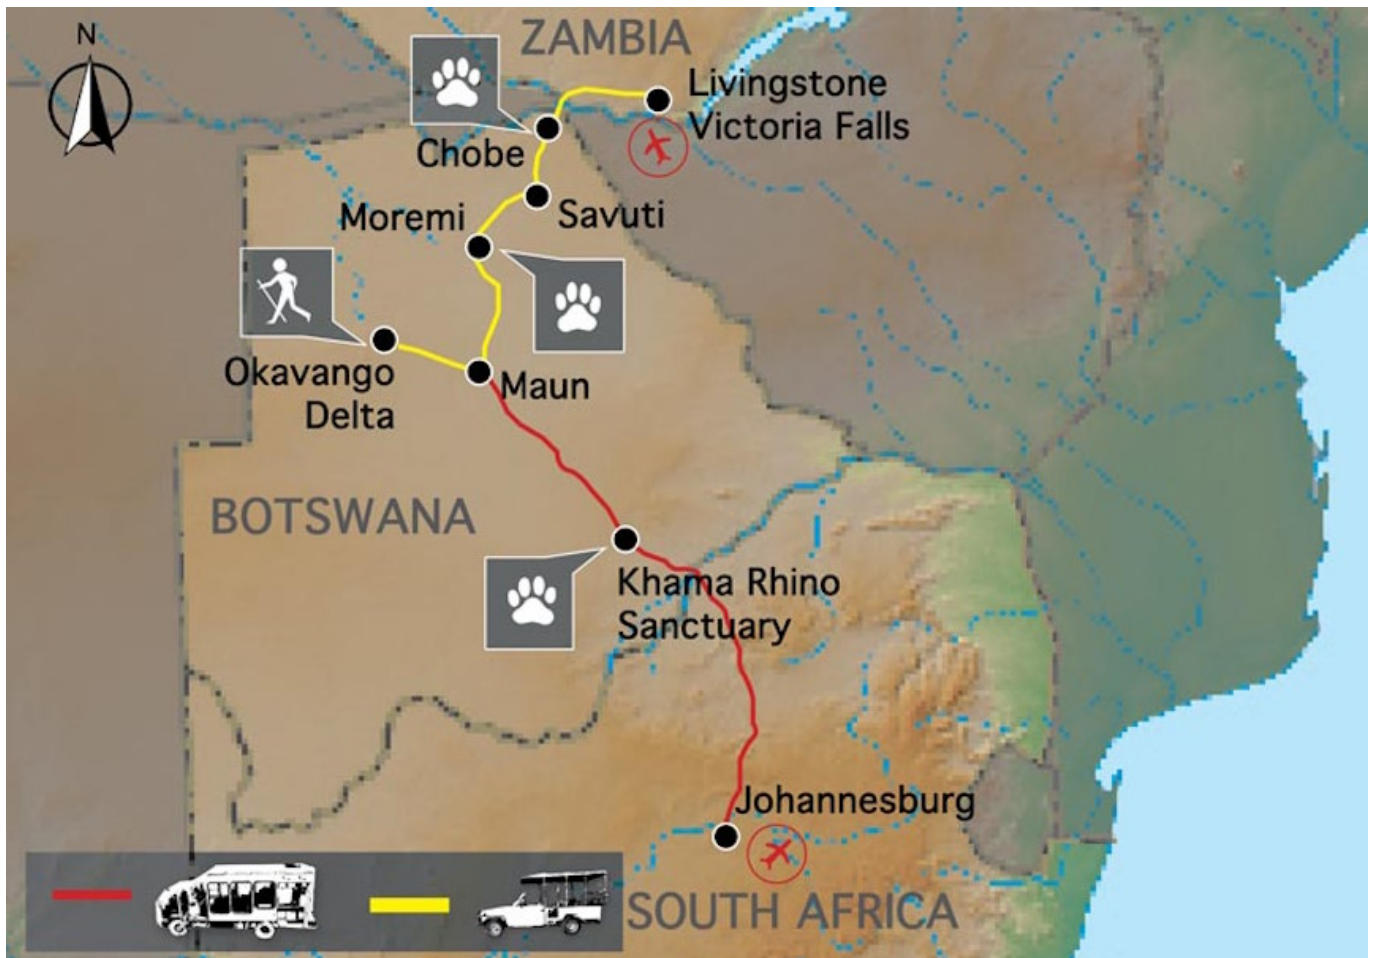 N
ZAMBIA
Livingstone
Victoria Falls
Chobe
Moremi
Savuti
Okavango
Delta
Maun
BOTSWANA
Khama Rhino
Sanctuary
Johannesburg
SOUTH AFRICA